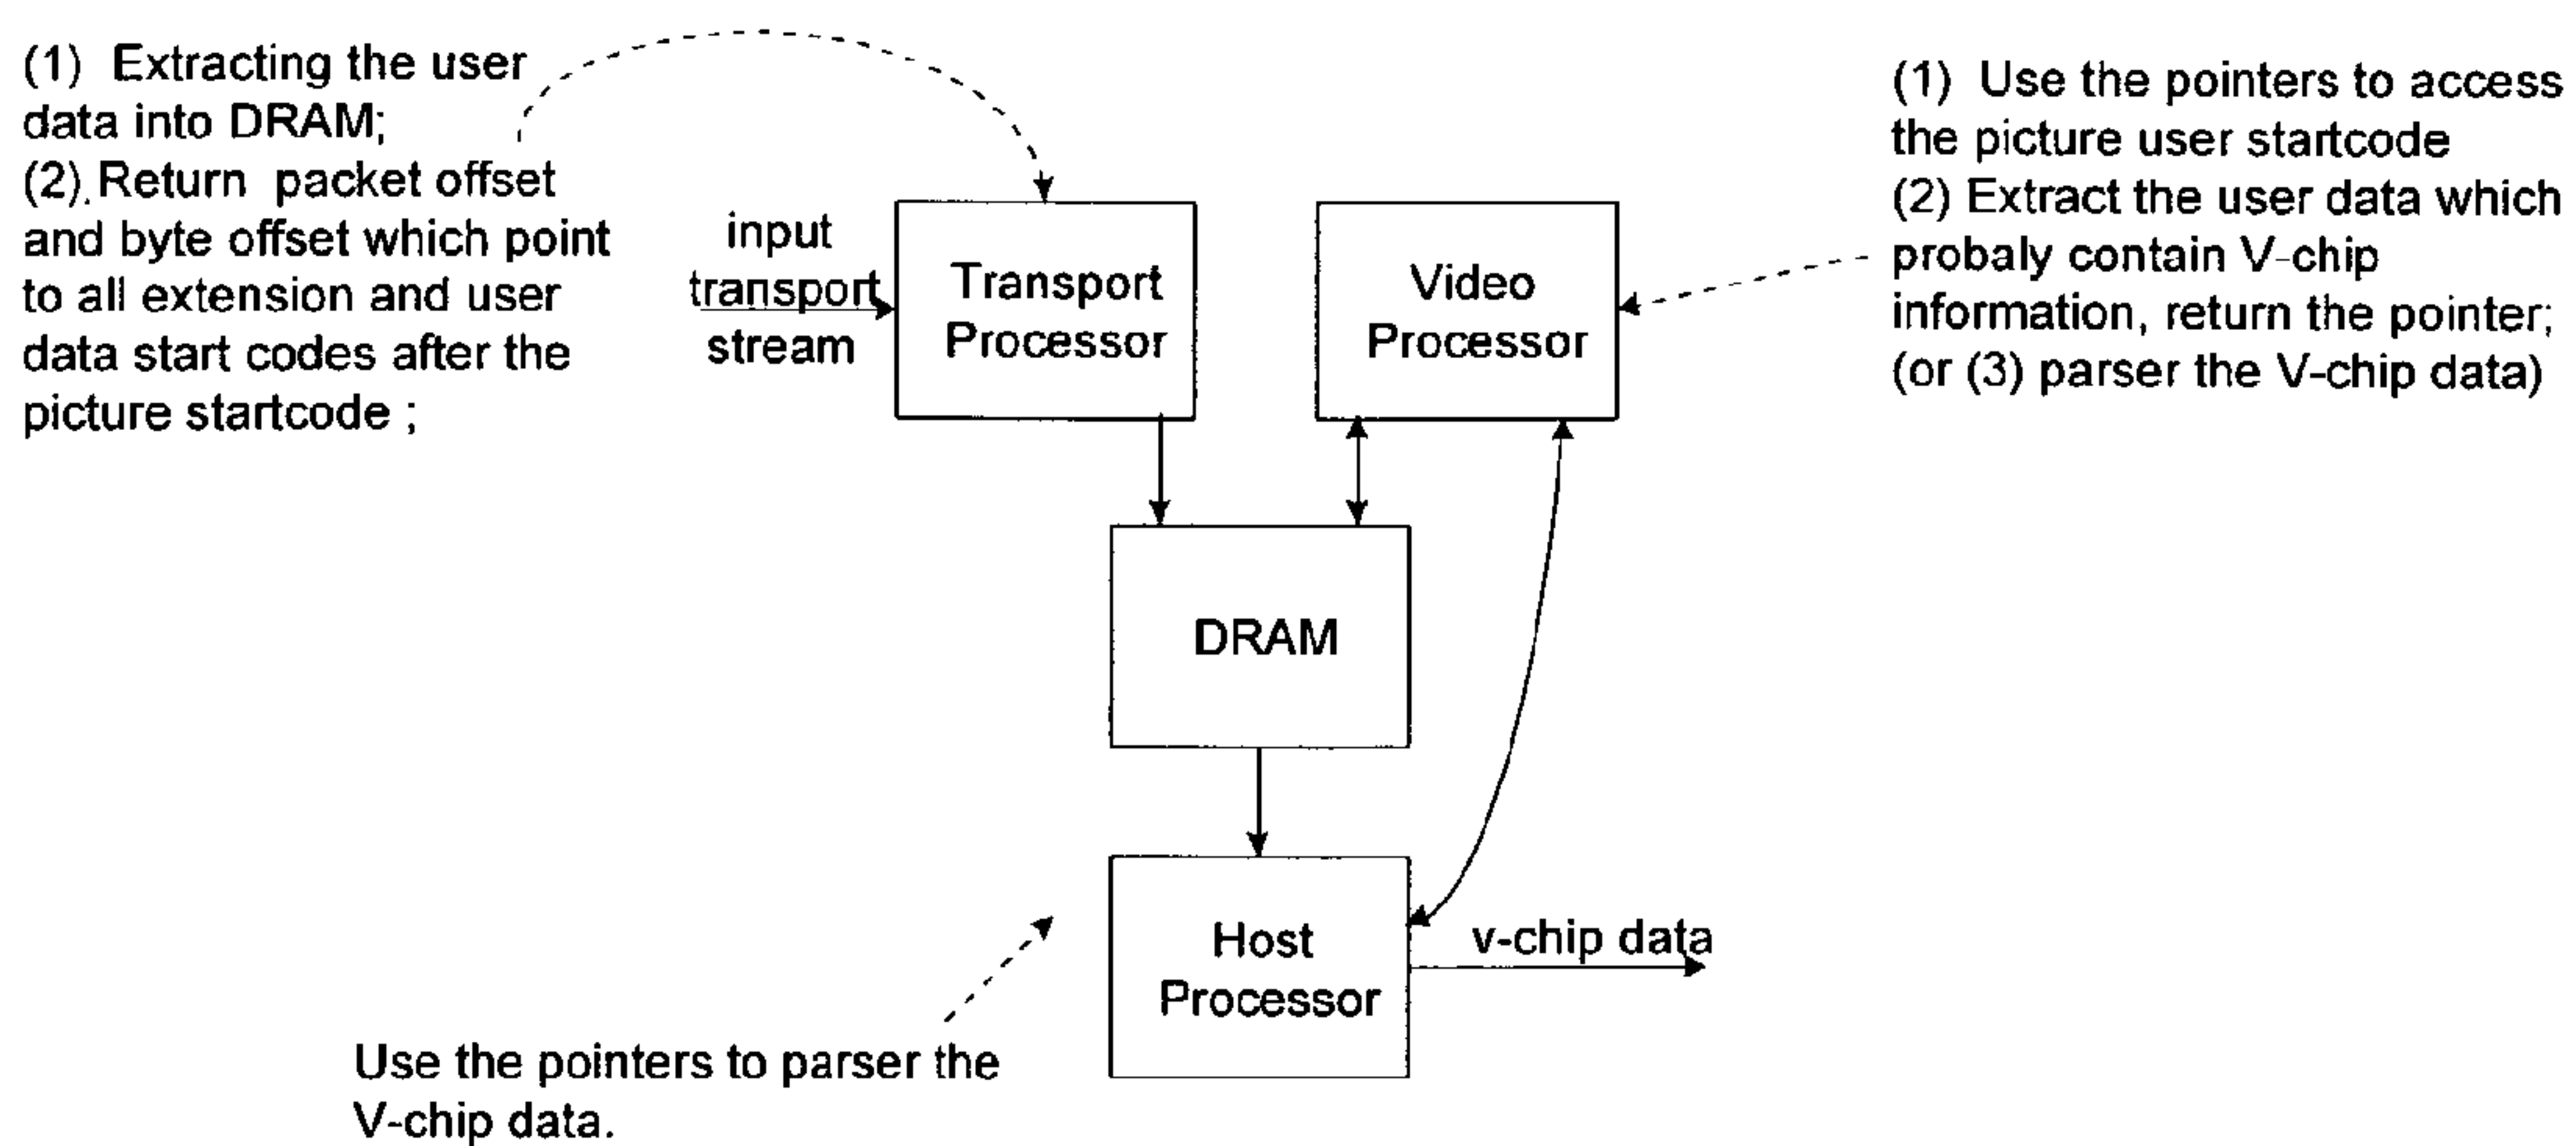 (1) Extracting the user
data into DRAM;
(2) Return packet offset
and byte offset which point
to all extension and user
data start codes after the
picture startcode ;
input
transport
stream
Transport
Processor
Video
Processor
(1) Use the pointers to access
the picture user startcode
(2) Extract the user data which
probaly contain V-chip
information, return the pointer;
(or (3) parser the V-chip data)
DRAM
Host
Processor
v-chip data
Use the pointers to parser the
V-chip data.